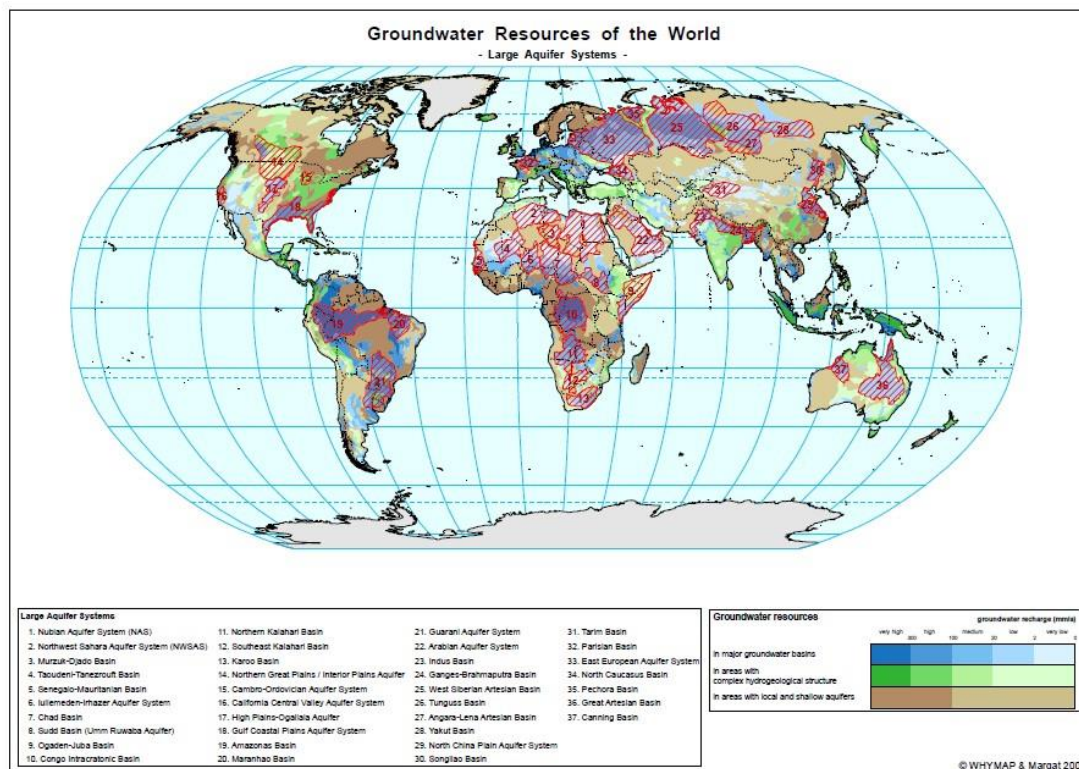 Groundwater Resources of the World
- Large Aquifer Systems -
Large Aquifer Systems
1. Nubian Aquifer System (NAS)
2. Northwest Sahara Aquifer System (NWSAS)
3. Murzuk-Djado Basin
4. Taoudeni-Tanezrouft Basin
5. Senegalo-Mauritanian Basin
6. Iullemeden-Irhazer Aquifer System
7. Chad Basin
8. Sudd Basin (Umm Ruwaba Aquifer)
9. Ogaden-Juba Basin
10. Congo Intracratonic Basin
11. Northern Kalahari Basin
12. Southeast Kalahari Basin
13. Karoo Basin
14. Northern Great Plains / Interior Plains Aquifer
15. Cambro-Ordovician Aquifer System
16. California Central Valley Aquifer System
17. High Plains-Ogallala Aquifer
18. Gulf Coastal Plains Aquifer System
19. Amazonas Basin
20. Maranhao Basin
21. Guarani Aquifer System
22. Arabian Aquifer System
23. Indus Basin
24. Ganges-Brahmaputra Basin
25. West Siberian Artesian Basin
26. Tunguss Basin
27. Angara-Lena Artesian Basin
28. Yakut Basin
29. North China Plain Aquifer System
30. Songliao Basin
31. Tarim Basin
32. Parisian Basin
33. East European Aquifer System
34. North Caucasus Basin
35. Pechora Basin
36. Great Artesian Basin
37. Canning Basin
Groundwater resources
groundwater recharge (mm/a)
very high high medium low very low
300 100 20 2 0
in major groundwater basins
in areas with
complex hydrogeological structure
in areas with local and shallow aquifers
© WHYMAP & Margat 200